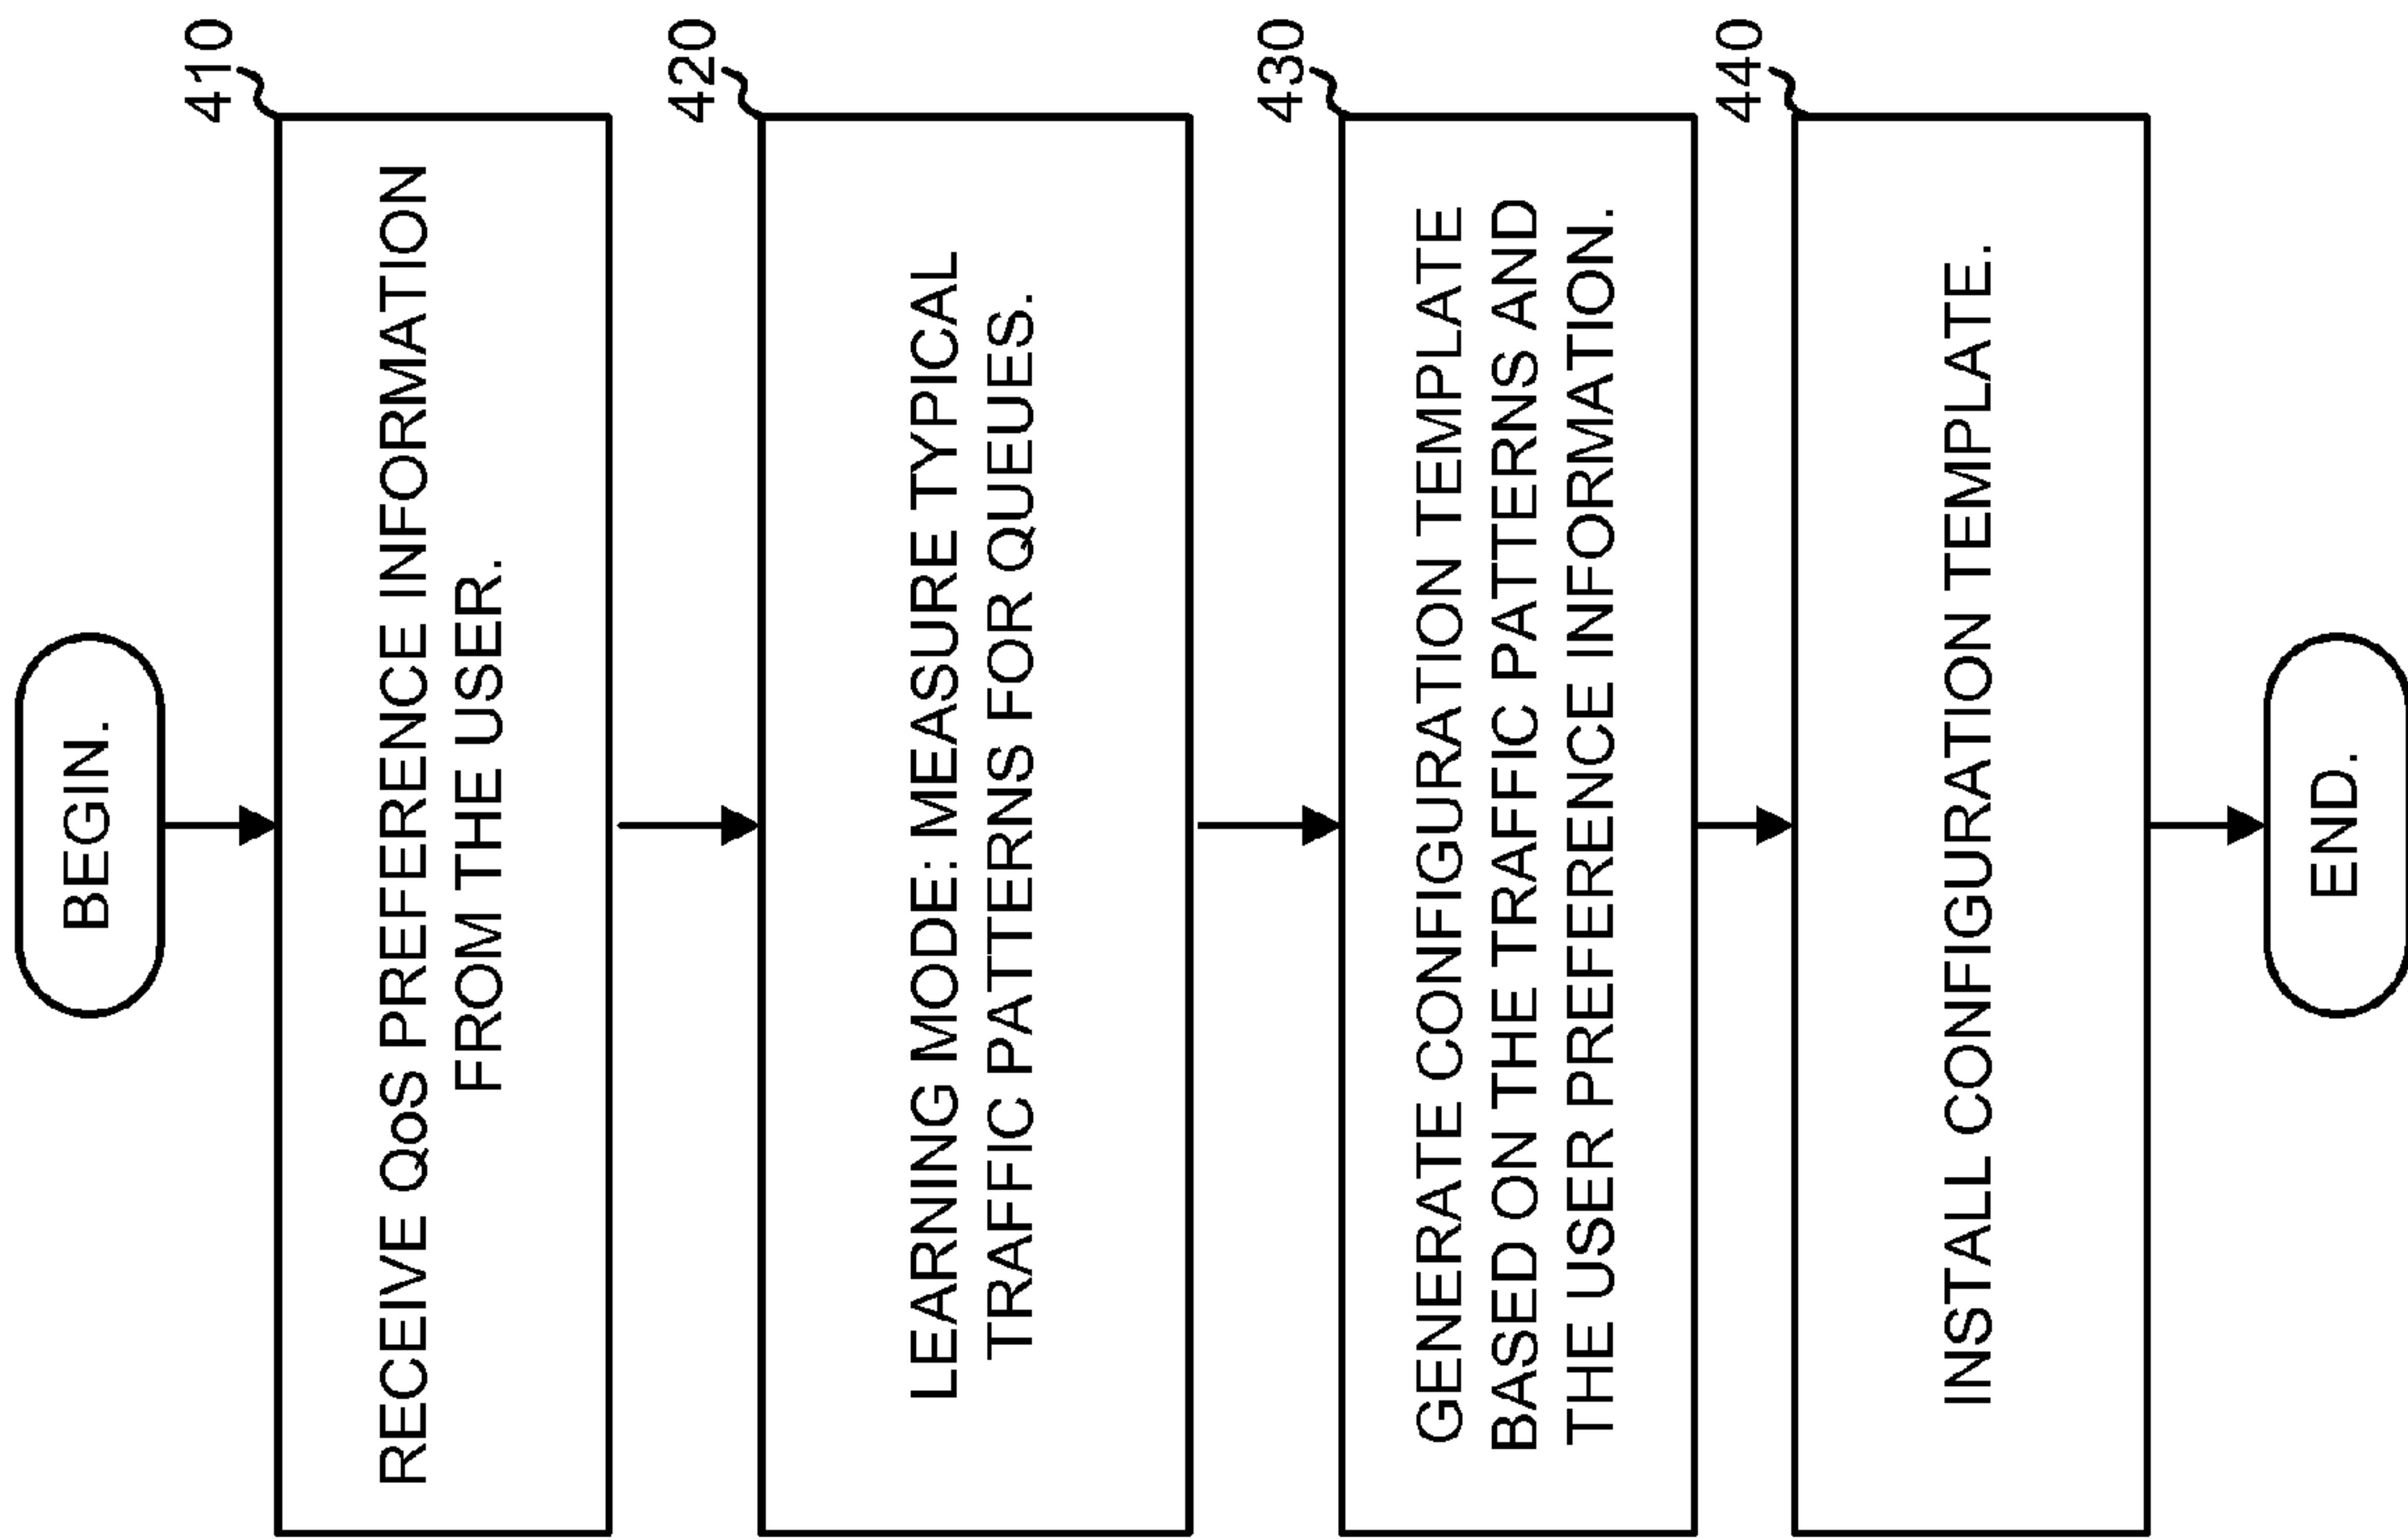 BEGIN.
410
RECEIVE QoS PREFERENCE INFORMATION
FROM THE USER.
420
LEARNING MODE: MEASURE TYPICAL
TRAFFIC PATTERNS FOR QUEUES.
430
GENERATE CONFIGURATION TEMPLATE
BASED ON THE TRAFFIC PATTERNS AND
THE USER PREFERENCE INFORMATION.
440
INSTALL CONFIGURATION TEMPLATE.
END.